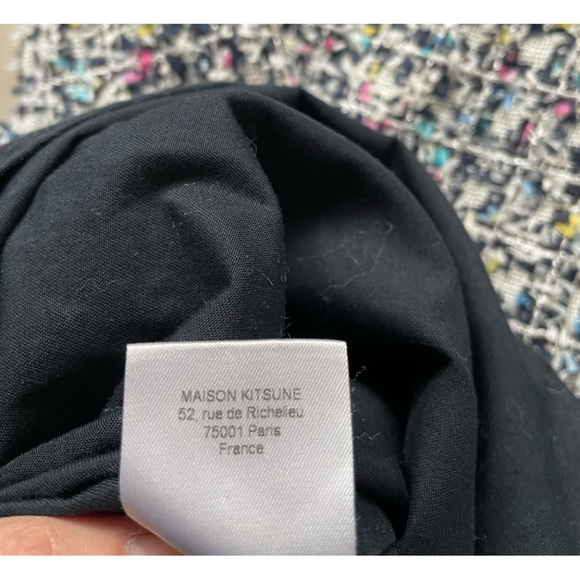 MAISON KITSUNE
52, rue de Richelieu
75001 Paris
France